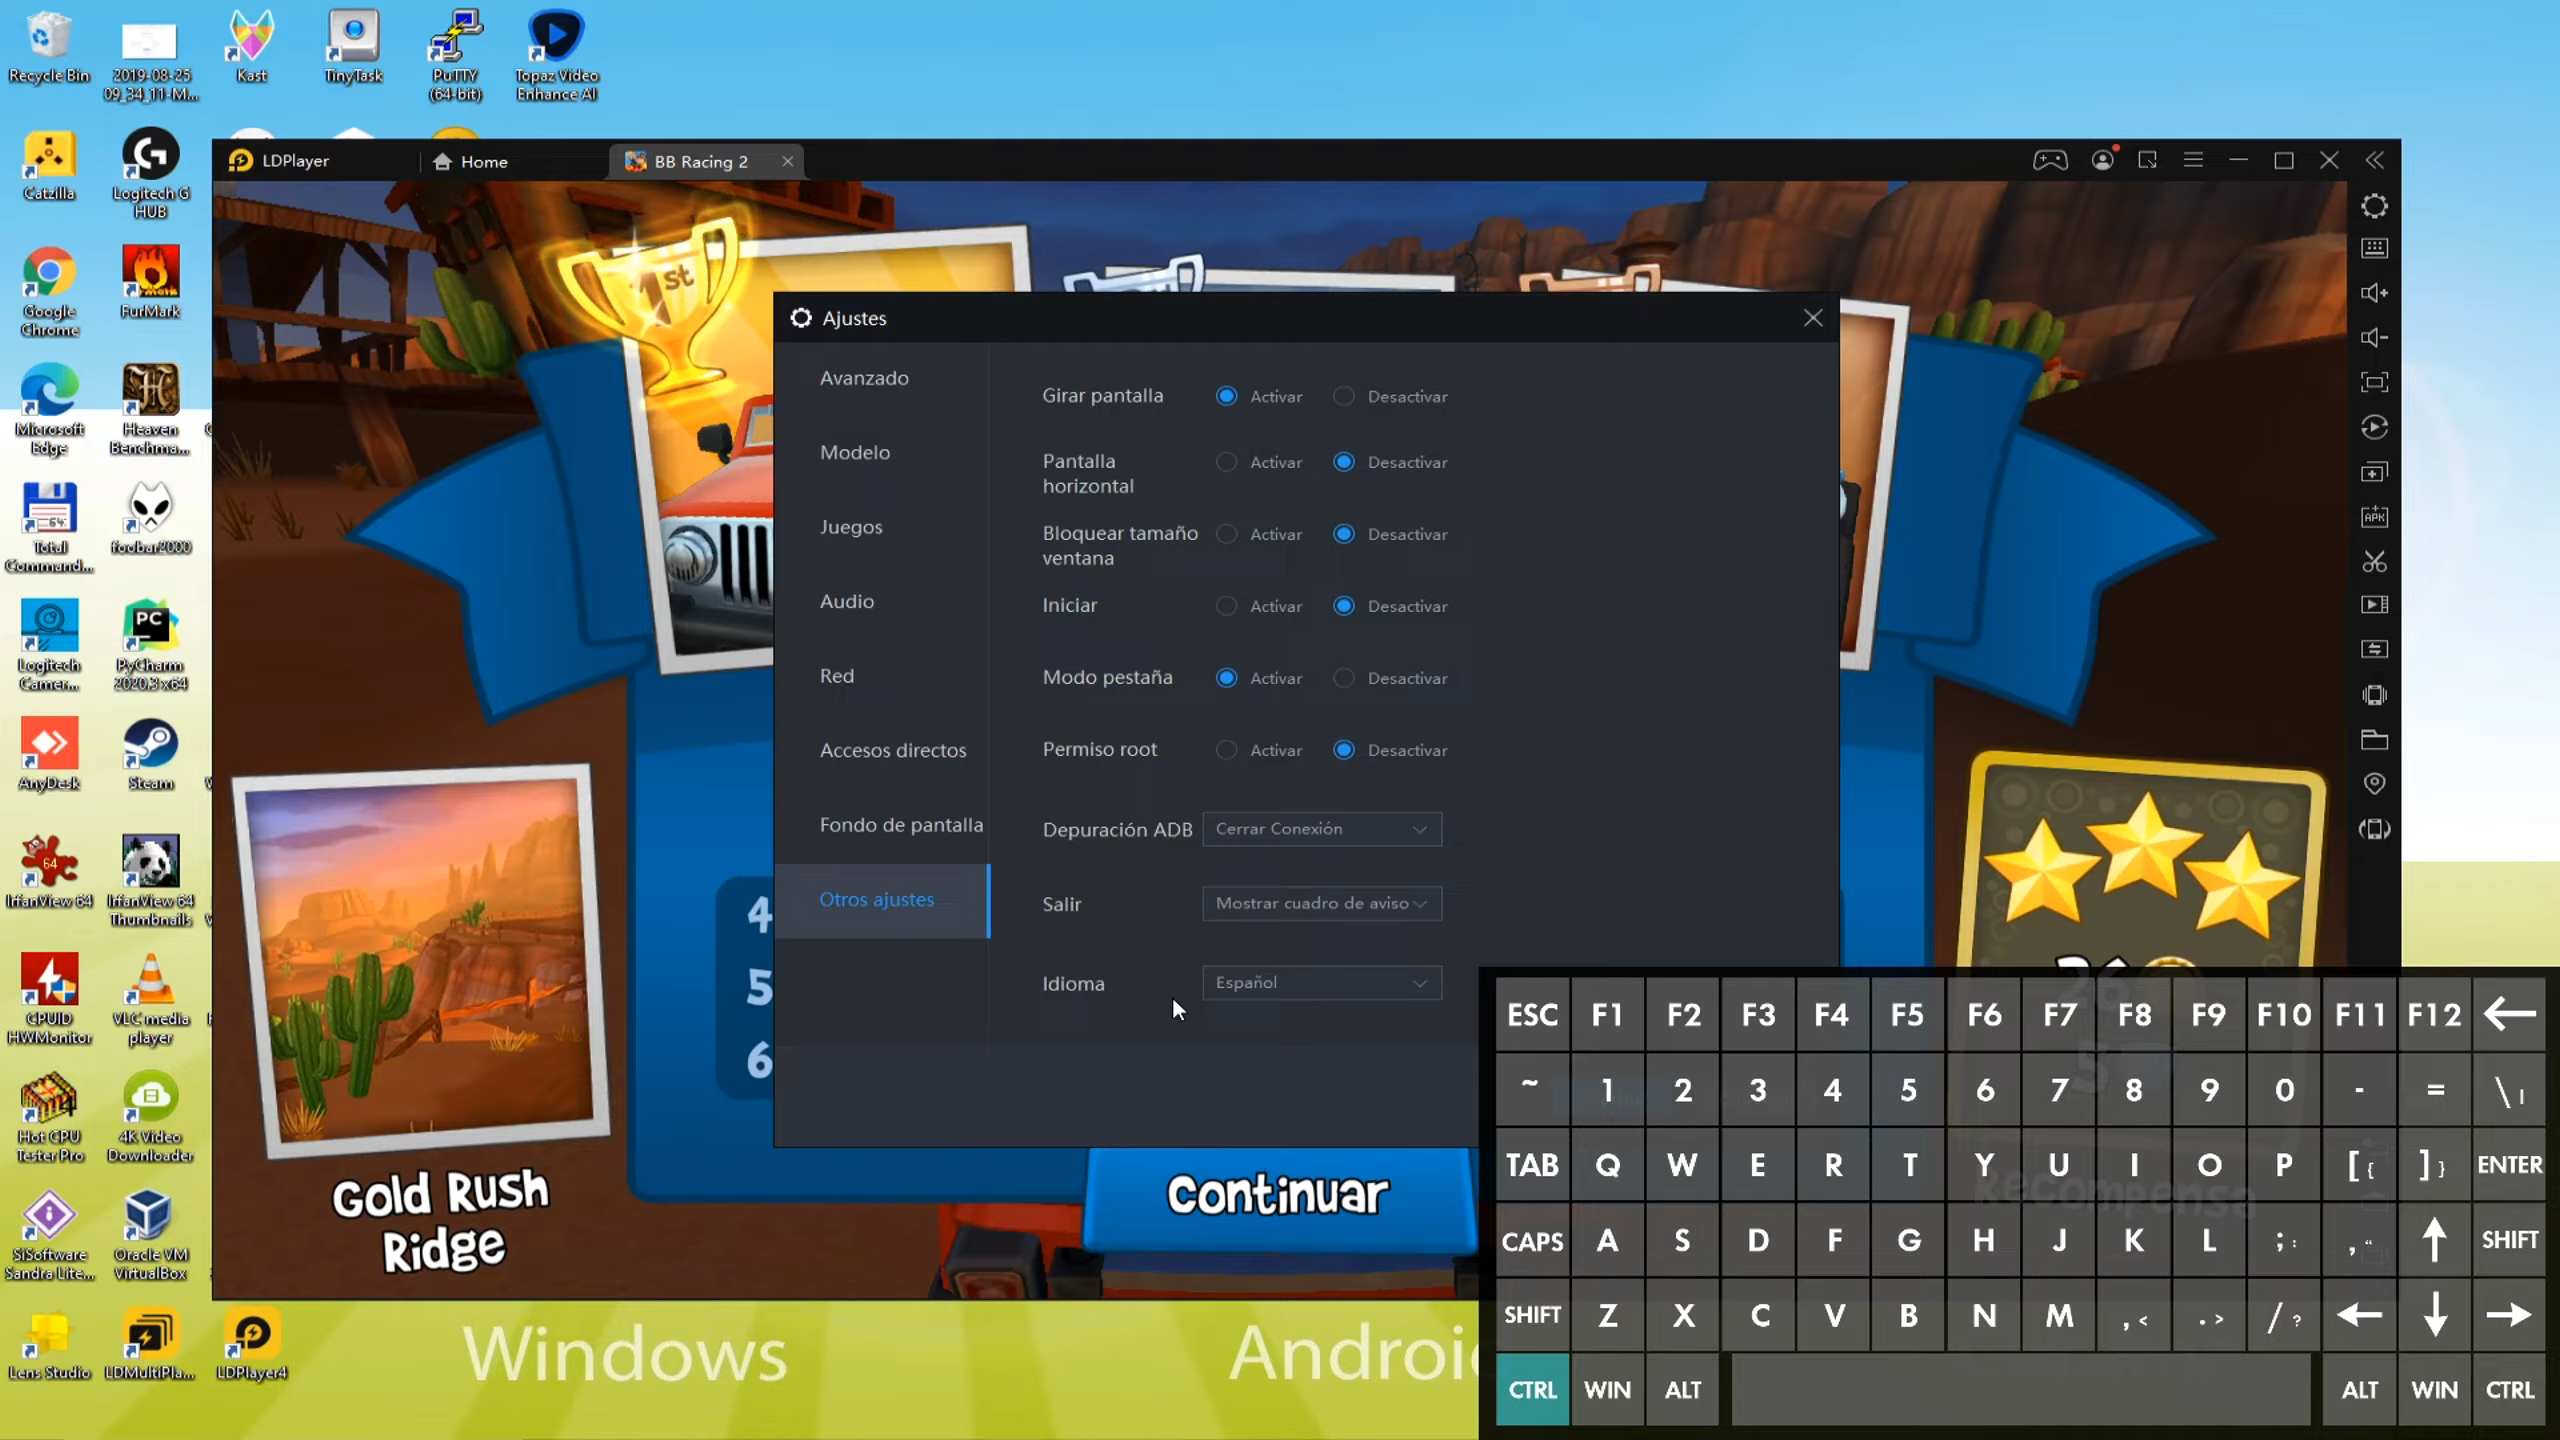 Recycle Bin
2019-08-25
09_34_11-M...
Kast
TinyTask
PuTTY
(64-bit)
Topaz Video
Enhance AI
Catzilla
Logitech G
HUB
Google
Chrome
FurMark
Microsoft
Edge
Heaven
Benchma...
Total
Command...
foobar2000
Logitech
Camer...
PyCharm
2020.3 x64
AnyDesk
Steam
IrfanView 64
IrfanView 64
Thumbnails
CPUID
HWMonitor
VLC media
player
Hot CPU
Tester Pro
4K Video
Downloader
SiSoftware
Sandra Lite...
Oracle VM
VirtualBox
Lens Studio
LDMultiPla...
LDPlayer4
LDPlayer
Home
BB Racing 2
APK
1st
Ajustes
Avanzado
Modelo
Juegos
Audio
Red
Accesos directos
Fondo de pantalla
Otros ajustes
Girar pantalla Activar Desactivar
Pantalla
horizontal Activar Desactivar
Bloquear tamaño
ventana Activar Desactivar
Iniciar Activar Desactivar
Modo pestaña Activar Desactivar
Permiso root Activar Desactivar
Depuración ADB Cerrar Conexión
Salir Mostrar cuadro de aviso
Idioma Español
4
5
6
Gold Rush
Ridge
Continuar
26
5
Recompensa
Windows
Androi
ESC F1 F2 F3 F4 F5 F6 F7 F8 F9 F10 F11 F12 ←
~ 1 2 3 4 5 6 7 8 9 0 - = \ |
TAB Q W E R T Y U I O P [ { ] } ENTER
CAPS A S D F G H J K L ; : , “ ↑ SHIFT
SHIFT Z X C V B N M , < . > / ? ← ↓ →
CTRL WIN ALT ALT WIN CTRL